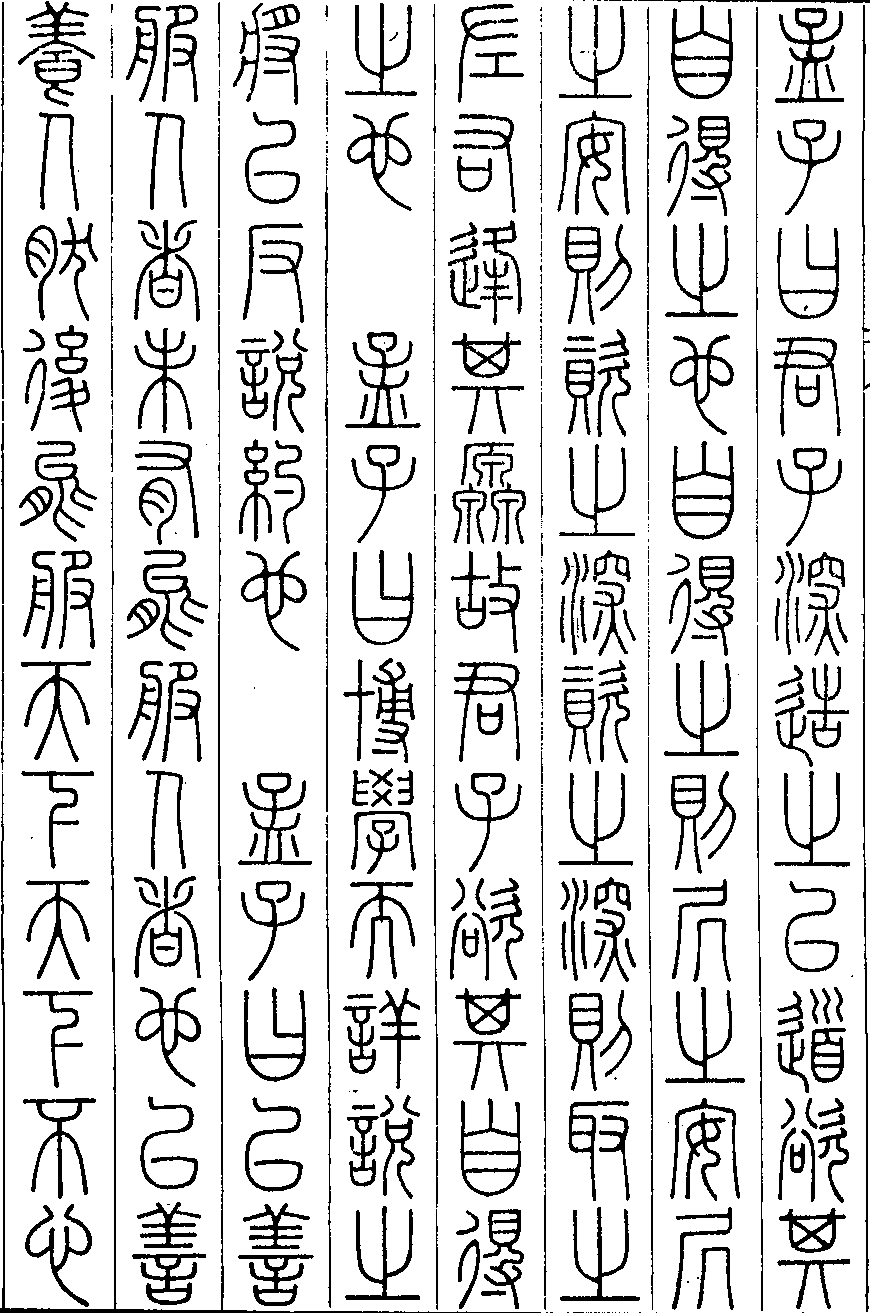 孟子曰君子深造之以道欲其
自得之也自得之則居之安居
之安則資之深資之深則取之
左右逢其原故君子欲其自得
之也　孟子曰博學而詳說之
將以反說約也　孟子曰以善
服人者未有能服人者也以善
養人然後能服天下天下不心